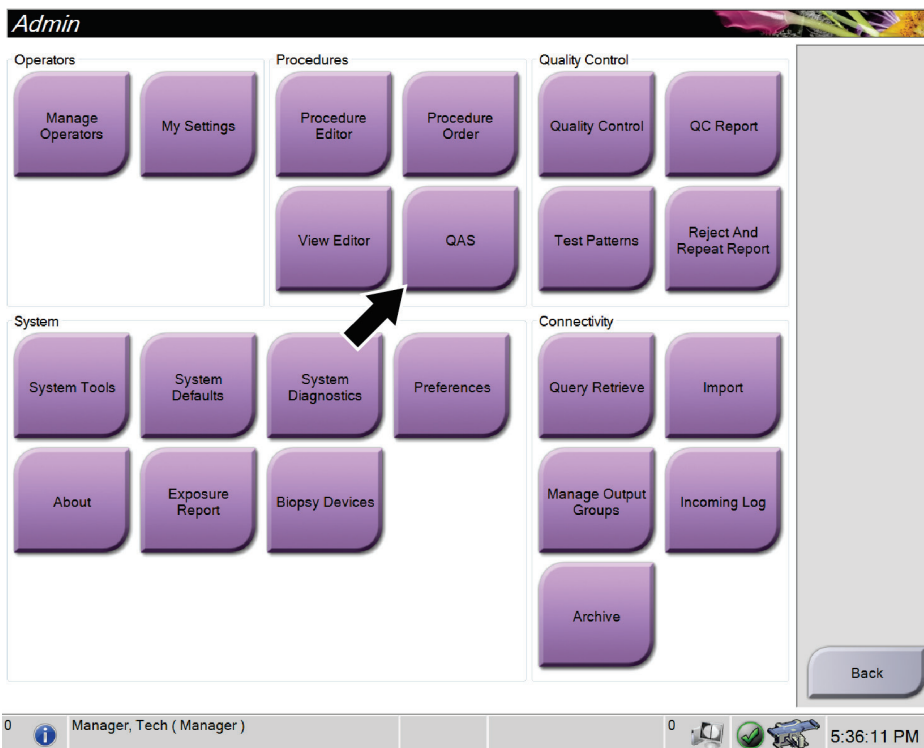 Admin
Operators
Manage
Operators
My Settings
Procedures
Procedure
Editor
Procedure
Order
View Editor
QAS
Quality Control
Quality Control
QC Report
Test Patterns
Reject And
Repeat Report
System
System Tools
System
Defaults
System
Diagnostics
Preferences
About
Exposure
Report
Biopsy Devices
Connectivity
Query Retrieve
Import
Manage Output
Groups
Incoming Log
Archive
Back
0
Manager, Tech ( Manager )
0
5:36:11 PM